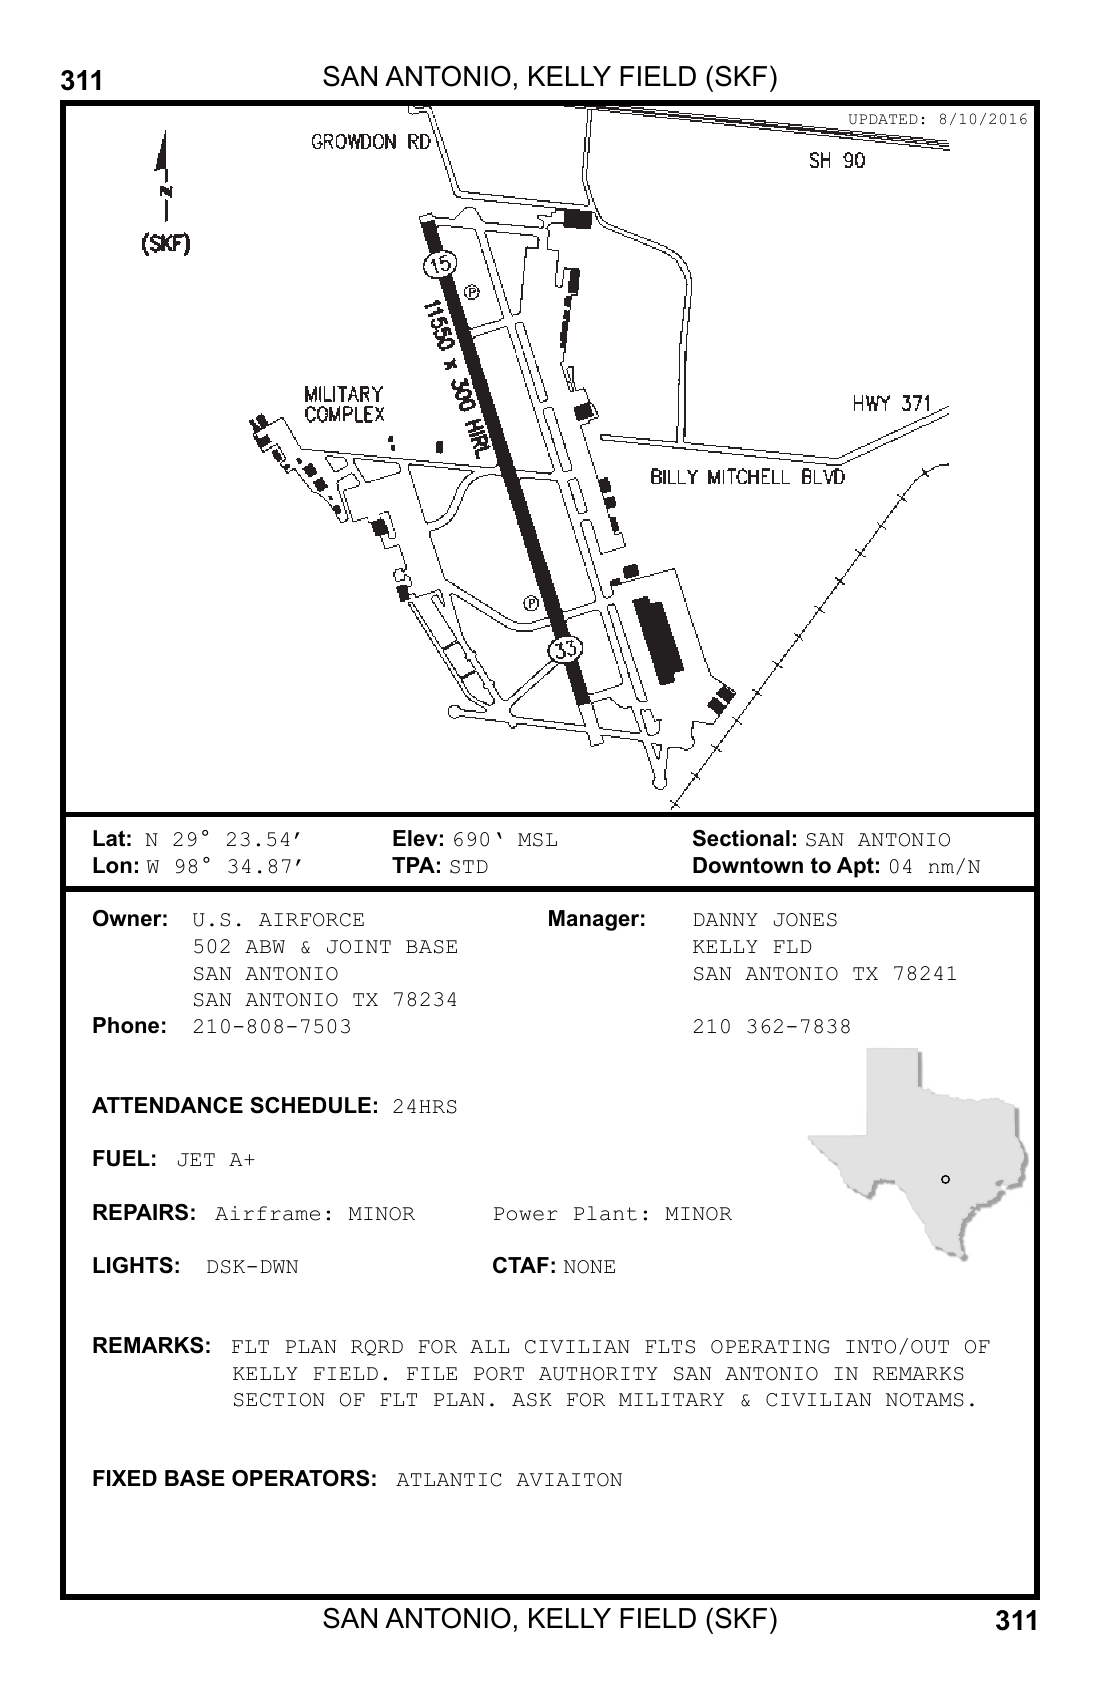 311
SAN ANTONIO, KELLY FIELD (SKF)
UPDATED: 8/10/2016
GROWDON RD
SH 90
N
(SKF)
15
P
11550 x 300 HIRL
MILITARY
COMPLEX
HWY 371
BILLY MITCHELL BLVD
P
33
Lat: N 29° 23.54′ Elev: 690‘ MSL Sectional: SAN ANTONIO
Lon: W 98° 34.87′ TPA: STD Downtown to Apt: 04 nm/N
Owner: U.S. AIRFORCE Manager: DANNY JONES
502 ABW & JOINT BASE KELLY FLD
SAN ANTONIO SAN ANTONIO TX 78241
SAN ANTONIO TX 78234
Phone: 210-808-7503 210 362-7838
ATTENDANCE SCHEDULE: 24HRS
FUEL: JET A+
REPAIRS: Airframe: MINOR Power Plant: MINOR
LIGHTS: DSK-DWN CTAF: NONE
REMARKS: FLT PLAN RQRD FOR ALL CIVILIAN FLTS OPERATING INTO/OUT OF
KELLY FIELD. FILE PORT AUTHORITY SAN ANTONIO IN REMARKS
SECTION OF FLT PLAN. ASK FOR MILITARY & CIVILIAN NOTAMS.
FIXED BASE OPERATORS: ATLANTIC AVIAITON
SAN ANTONIO, KELLY FIELD (SKF)
311